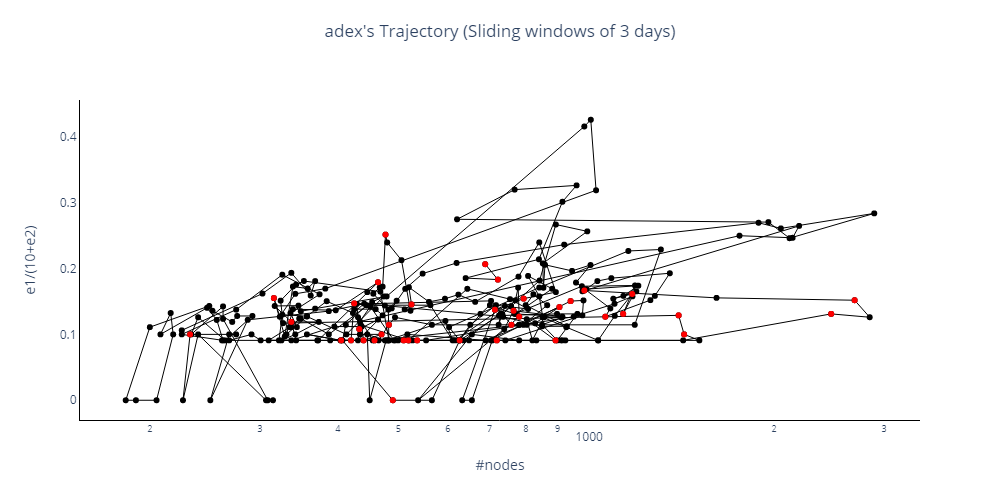 adex's Trajectory (Sliding windows of 3 days)
e1/(10+e2)
0.4
0.3
0.2
0.1
0
2 3 4 5 6 7 8 9 1000 2 3
#nodes